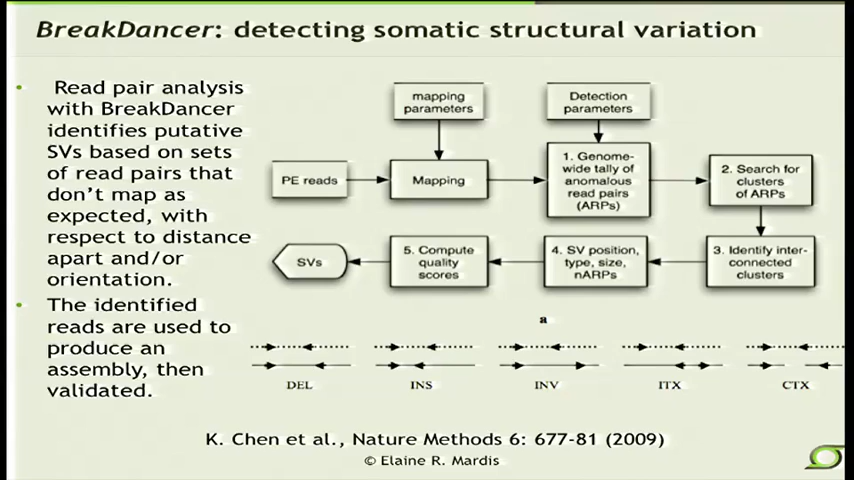 BreakDancer: detecting somatic structural variation
• Read pair analysis
with BreakDancer
identifies putative
SVs based on sets
of read pairs that
don't map as
expected, with
respect to distance
apart and/or
orientation.
• The identified
reads are used to
produce an
assembly, then
validated.
mapping
parameters
Detection
parameters
PE reads
Mapping
1. Genome-
wide tally of
anomalous
read pairs
(ARPs)
2. Search for
clusters
of ARPs
3. Identify inter-
connected
clusters
4. SV position,
type, size,
nARPs
5. Compute
quality
scores
SVs
a
DEL
INS
INV
ITX
CTX
K. Chen et al., Nature Methods 6: 677-81 (2009)
© Elaine R. Mardis